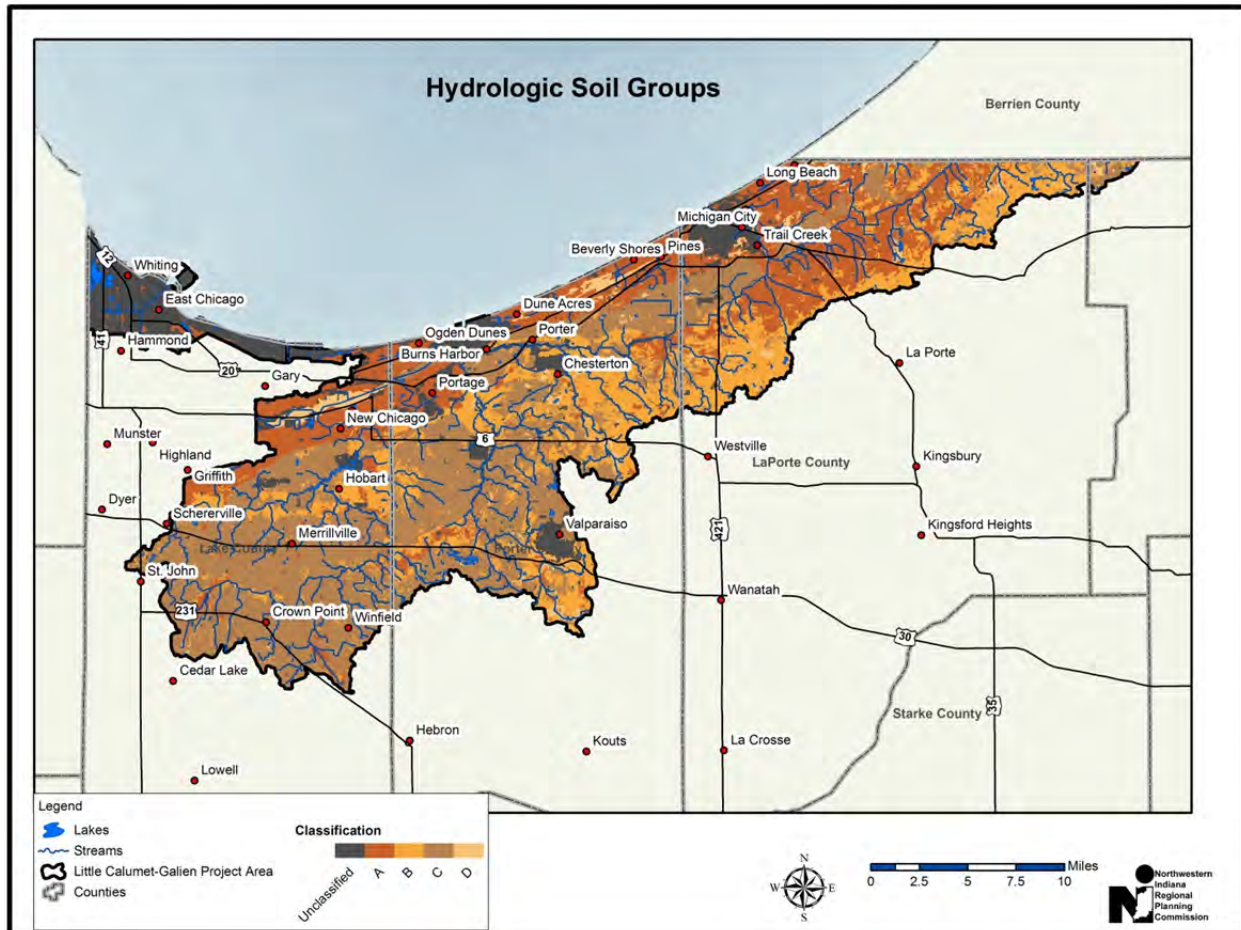 Hydrologic Soil Groups
Berrien County
Long Beach
Michigan City
Trail Creek
Beverly Shores
Pines
12
Whiting
East Chicago
Dune Acres
Ogden Dunes
Porter
41
Hammond
Burns Harbor
20
La Porte
Gary
Chesterton
Portage
New Chicago
6
Munster
Highland
Westville
LaPorte County
Kingsbury
Griffith
Hobart
Dyer
Schererville
Valparaiso
421
Kingsford Heights
Merrillville
Lake County
Porter
St. John
Wanatah
231
Crown Point
Winfield
30
Cedar Lake
35
Starke County
Hebron
Kouts
La Crosse
Lowell
Legend
Lakes
Streams
Little Calumet-Galien Project Area
Counties
Classification
Unclassified
A
B
C
D
N
W
E
S
Miles
0
2.5
5
7.5
10
Northwestern
Indiana
Regional
Planning
Commission